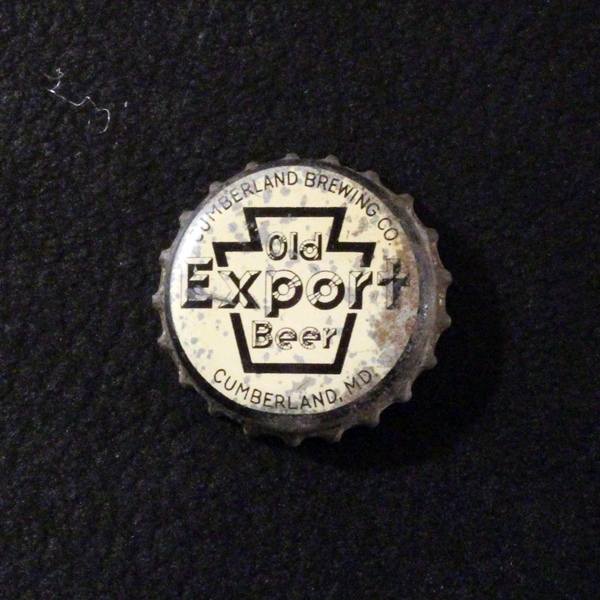 CUMBERLAND BREWING CO.
Old
Export
Beer
CUMBERLAND, MD.